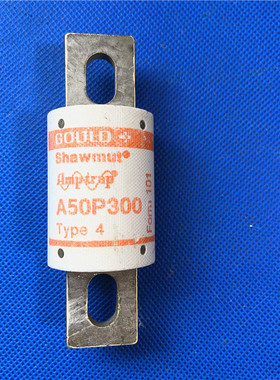 GOULD
Shawmut®
Amp-trap®
A50P300
Type 4
Form 101